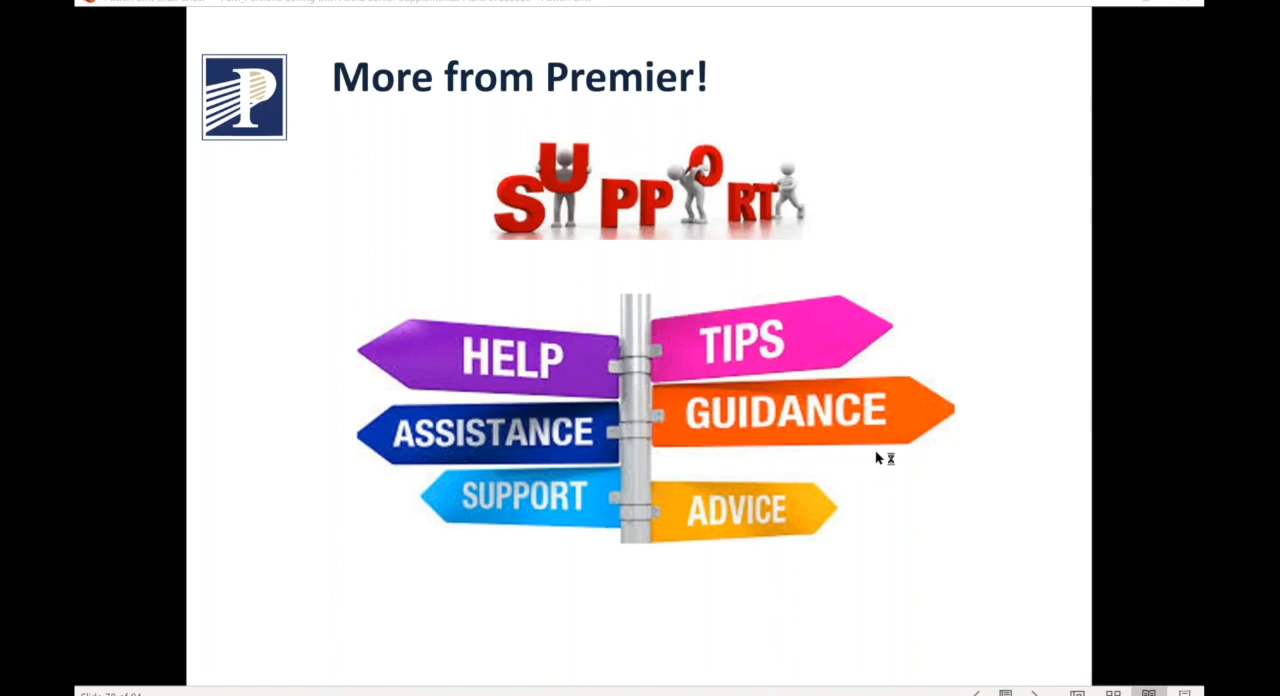 P
More from Premier!
SUPPORT
HELP
TIPS
ASSISTANCE
GUIDANCE
SUPPORT
ADVICE